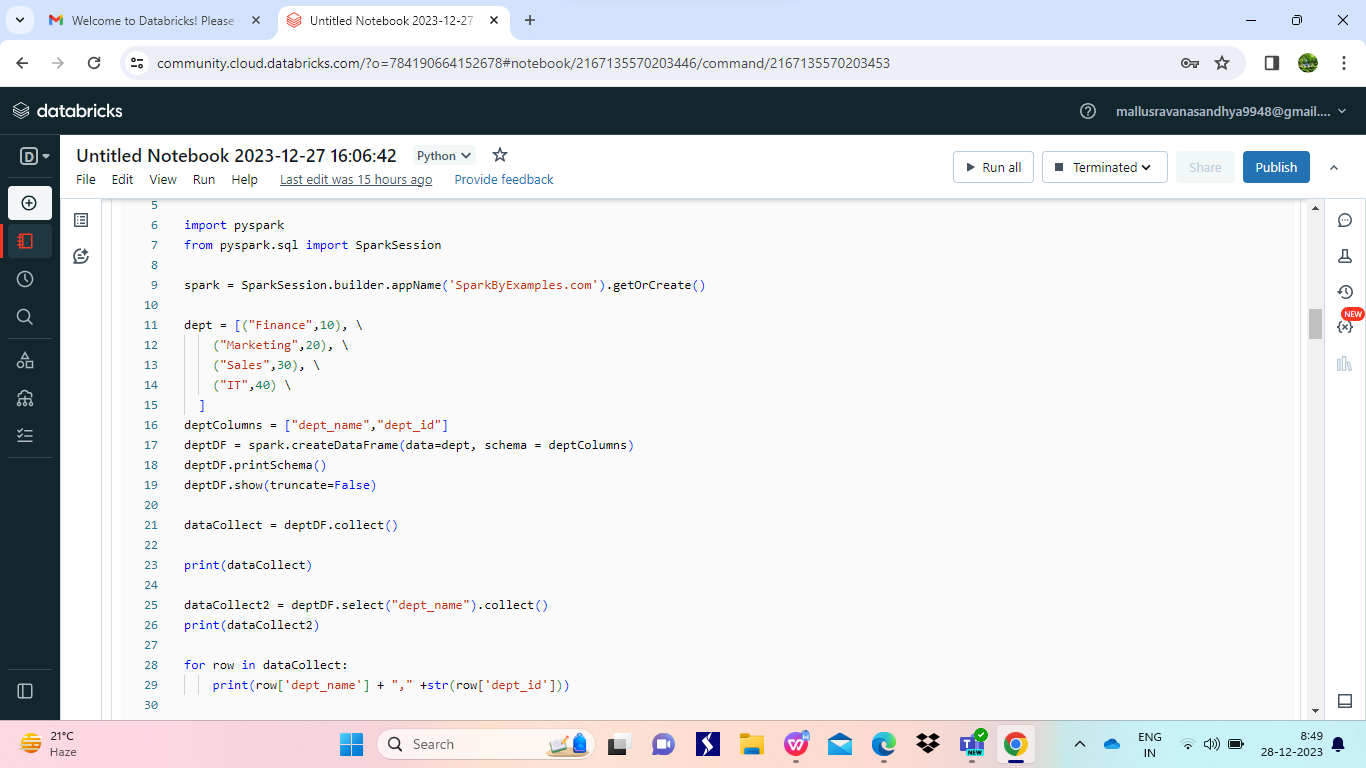 Welcome to Databricks! Please
Untitled Notebook 2023-12-27
community.cloud.databricks.com/?o=784190664152678#notebook/2167135570203446/command/2167135570203453
databricks
mallusravanasandhya9948@gmail....
D
Untitled Notebook 2023-12-27 16:06:42
Python
Run all
Terminated
Share
Publish
File Edit View Run Help Last edit was 15 hours ago Provide feedback
5
6 import pyspark
7 from pyspark.sql import SparkSession
8
9 spark = SparkSession.builder.appName('SparkByExamples.com').getOrCreate()
10
11 dept = [("Finance",10), \
12 ("Marketing",20), \
13 ("Sales",30), \
14 ("IT",40) \
15 ]
16 deptColumns = ["dept_name","dept_id"]
17 deptDF = spark.createDataFrame(data=dept, schema = deptColumns)
18 deptDF.printSchema()
19 deptDF.show(truncate=False)
20
21 dataCollect = deptDF.collect()
22
23 print(dataCollect)
24
25 dataCollect2 = deptDF.select("dept_name").collect()
26 print(dataCollect2)
27
28 for row in dataCollect:
29 print(row['dept_name'] + "," +str(row['dept_id']))
30
NEW
21°C
Haze
Search
NEW
ENG
IN
8:49
28-12-2023